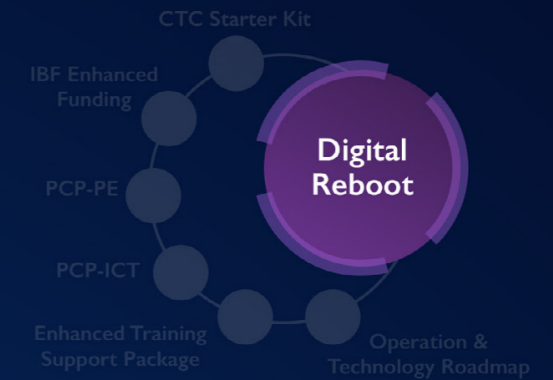 CTC Starter Kit
IBF Enhanced
Funding
Digital
Reboot
PCP-PE
PCP-ICT
Enhanced Training
Support Package
Operation &
Technology Roadmap